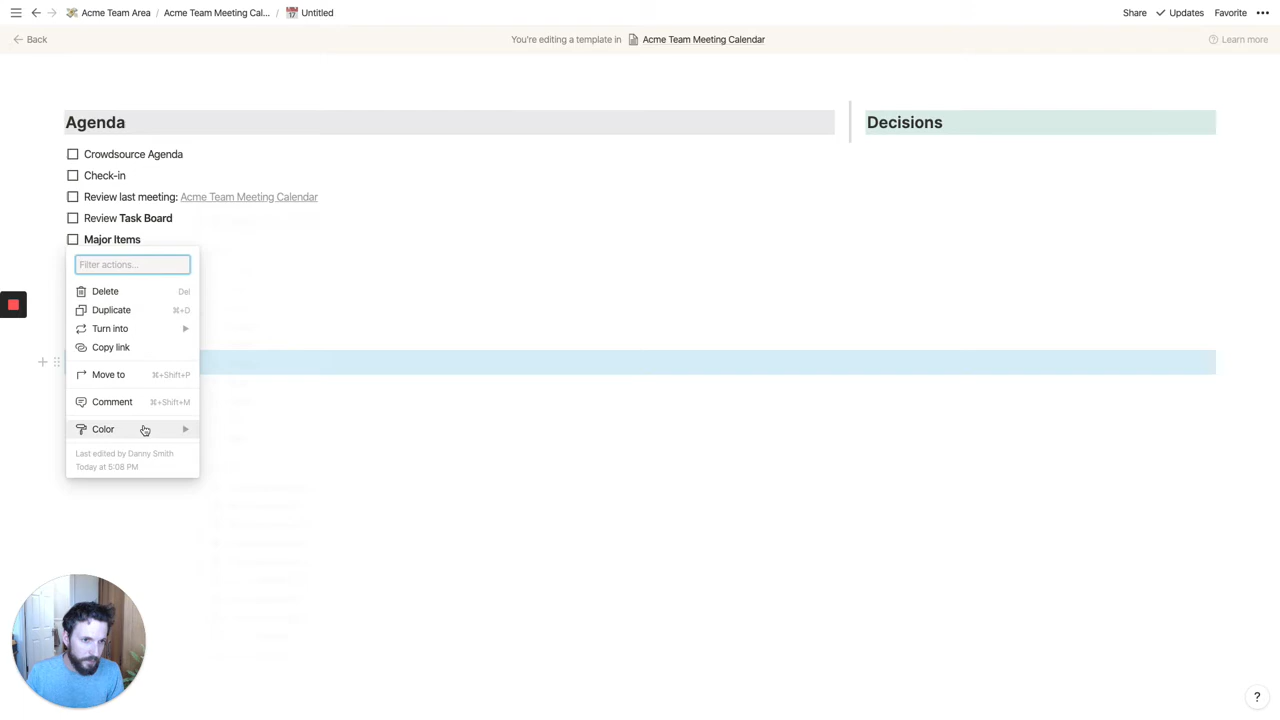 Acme Team Area / Acme Team Meeting Cal... / Untitled
Share Updates Favorite
Back
You're editing a template in Acme Team Meeting Calendar
Learn more
Agenda
Decisions
Crowdsource Agenda
Check-in
Review last meeting: Acme Team Meeting Calendar
Review Task Board
Major Items
Filter actions...
Delete Del
Duplicate ⌘+D
Turn into
Copy link
Move to ⌘+Shift+P
Comment ⌘+Shift+M
Color
Last edited by Danny Smith
Today at 5:08 PM
?